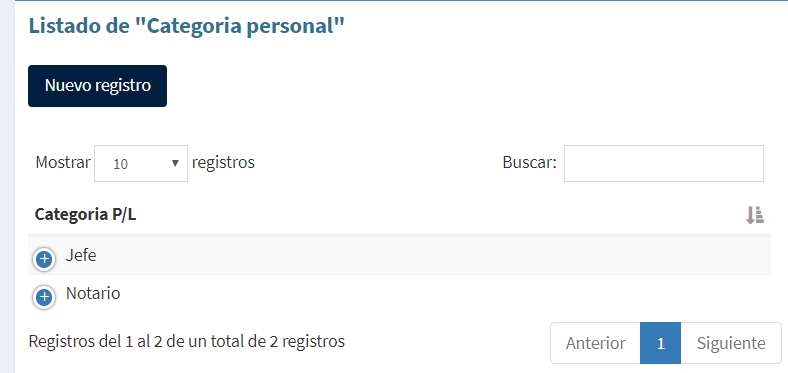 Listado de "Categoria personal"
Nuevo registro
Mostrar 10 registros Buscar:
Categoria P/L
Jefe
Notario
Registros del 1 al 2 de un total de 2 registros Anterior 1 Siguiente